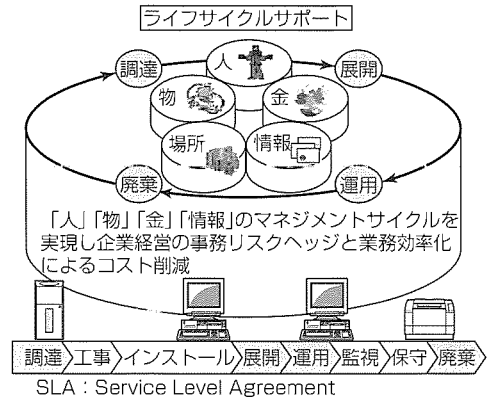 ライフサイクルサポート
調達
人
展開
物
金
場所
情報
廃棄
運用
「人」「物」「金」「情報」のマネジメントサイクルを
実現し企業経営の事務リスクヘッジと業務効率化
によるコスト削減
調達 工事 インストール 展開 運用 監視 保守 廃棄
SLA：Service Level Agreement